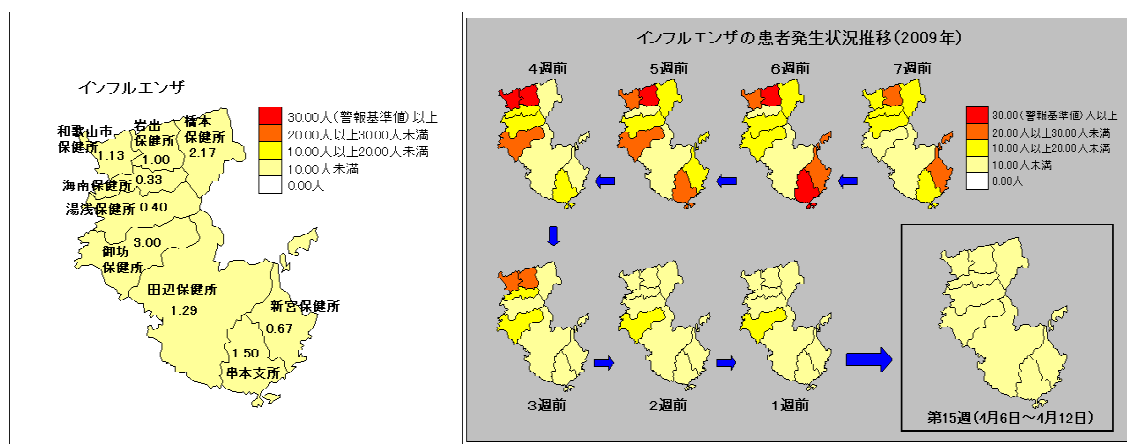 インフルエンザ
30.00人(警報基準値)以上
20.00人以上30.00人未満
10.00人以上20.00人未満
10.00人未満
0.00人
和歌山市
保健所
1.13
岩出
保健所
1.00
橋本
保健所
2.17
海南保健所
0.33
湯浅保健所
0.40
御坊
保健所
3.00
田辺保健所
1.29
新宮保健所
0.67
1.50
串本支所
インフルエンザの患者発生状況推移(2009年)
4週前
5週前
6週前
7週前
30.00(警報基準値)人以上
20.00人以上30.00人未満
10.00人以上20.00人未満
10.00人未満
0.00人
3週前
2週前
1週前
第15週(4月6日~4月12日)